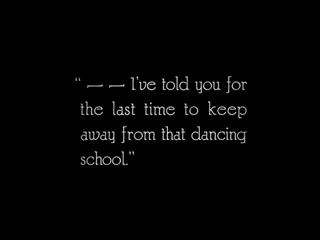 “ — — I've told you for
the last time to keep
away from that dancing
school.”